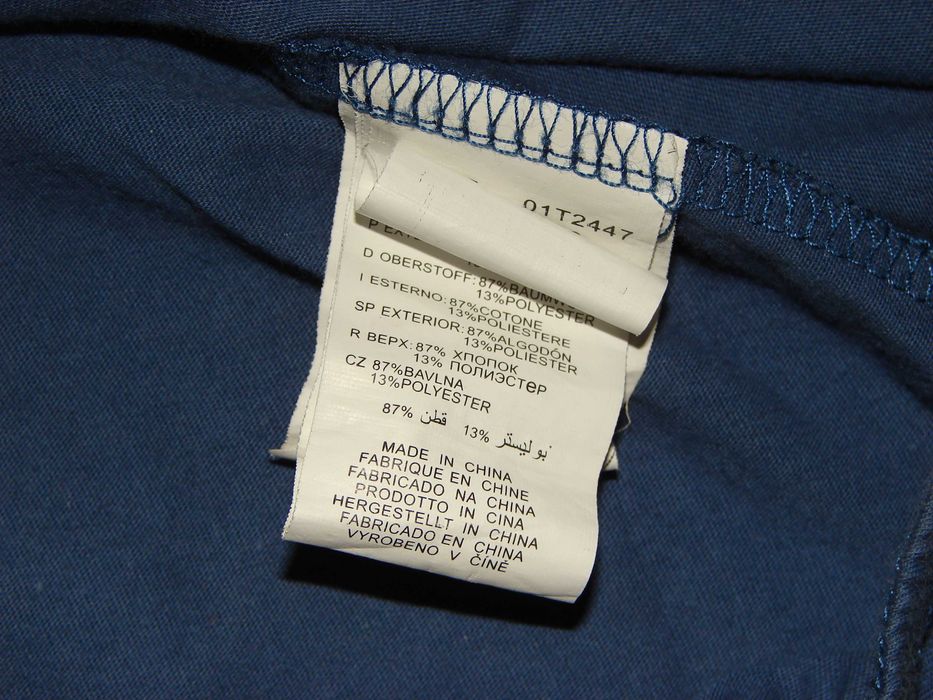 01T2447
D OBERSTOFF:87%BAUMW
13%POLYESTER
I ESTERNO:87%COTONE
13%POLIESTERE
SP EXTERIOR:87%ALGODÓN
13%POLIESTER
R ВЕРХ:87% ХЛОПОК
13% ПОЛИЭСТеР
CZ 87%BAVLNA
13%POLYESTER
87% قطن
13% بوليستر
MADE IN CHINA
FABRIQUE EN CHINE
FABRICADO NA CHINA
PRODOTTO IN CINA
HERGESTELLT IN CHINA
FABRICADO EN CHINA
VYROBENO V ČÍNĚ